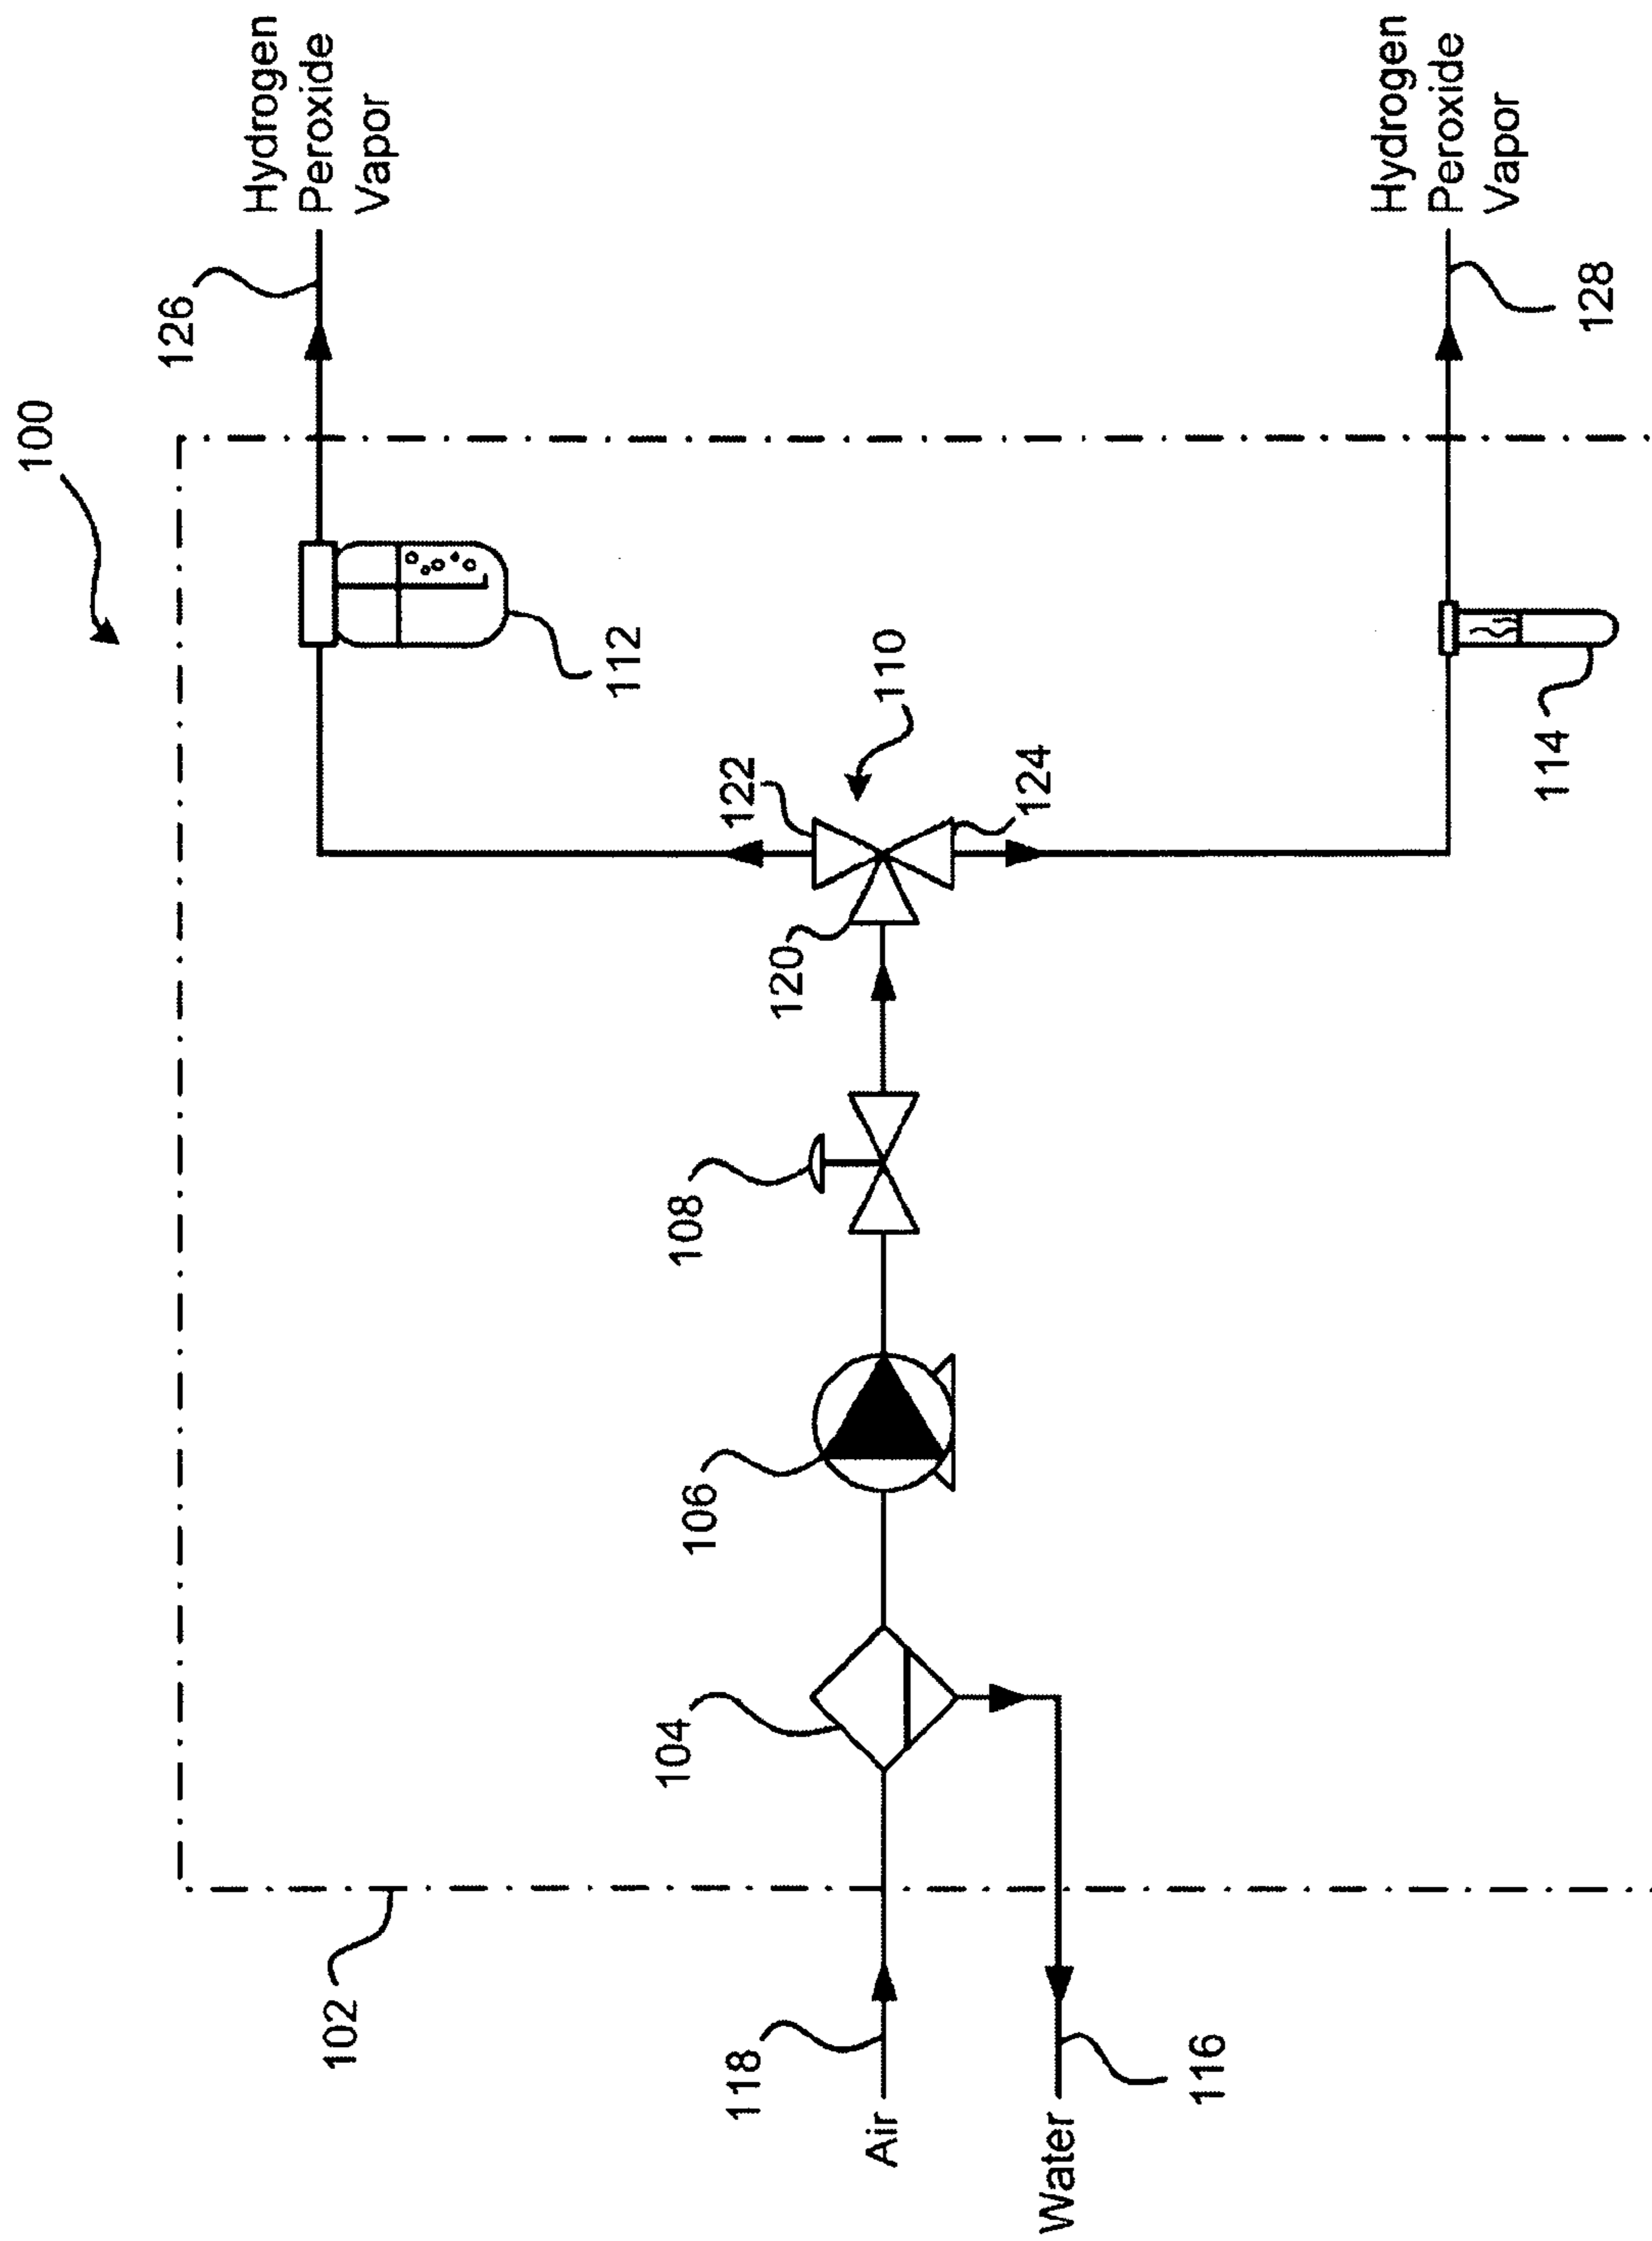 100
126
Hydrogen
Peroxide
Vapor
112
122
110
120
124
108
106
104
102
118
Air
Water
116
114
128
Hydrogen
Peroxide
Vapor